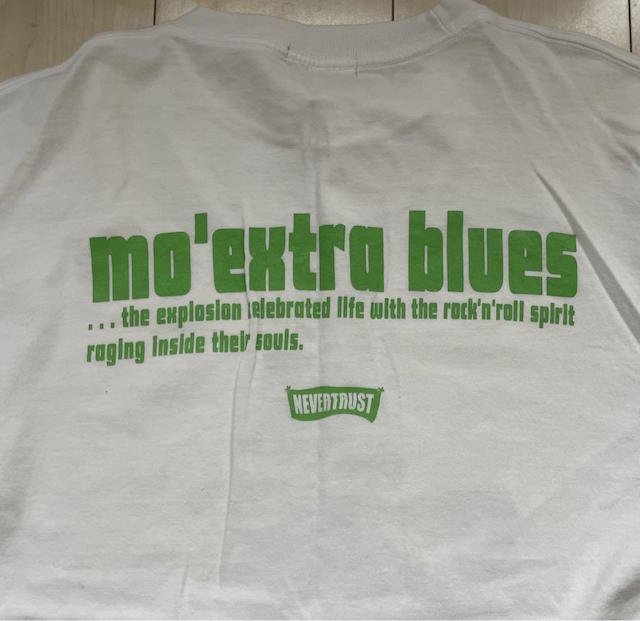 mo'extra blues
...the explosion celebrated life with the rock'n'roll spirit
raging inside their souls.
NEVERTRUST